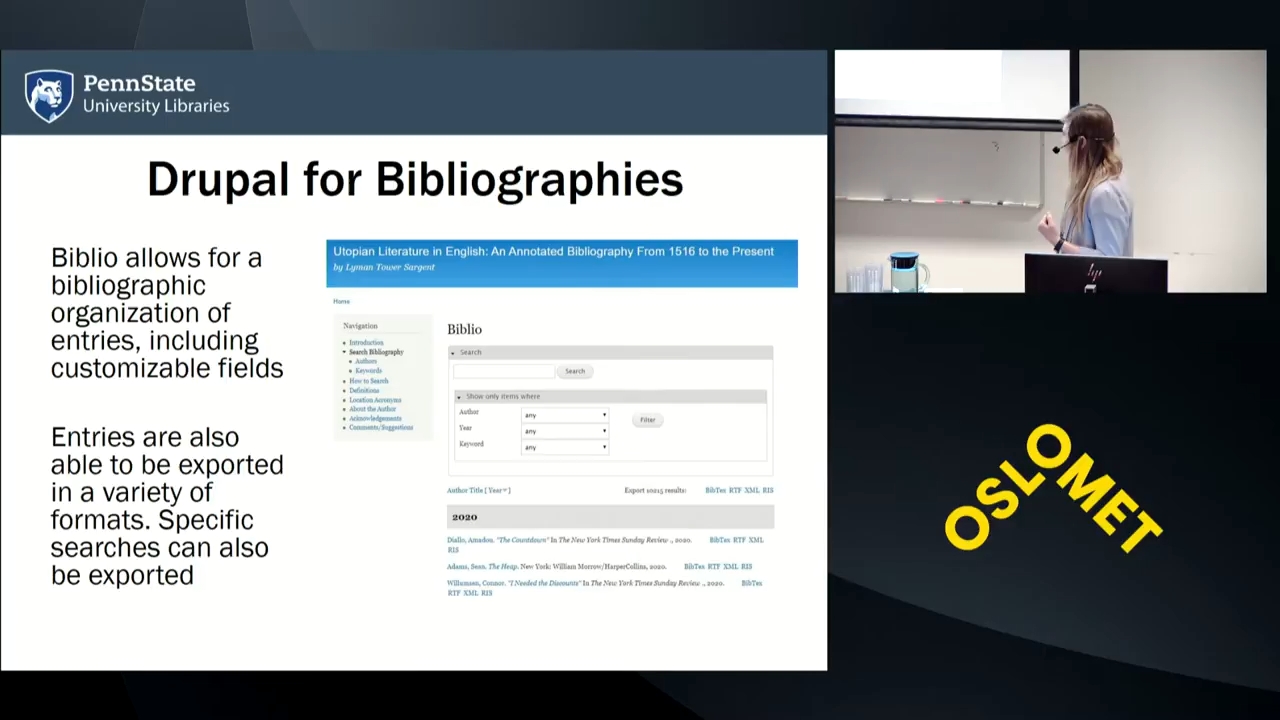 PennState
University Libraries
Drupal for Bibliographies
Biblio allows for a
bibliographic
organization of
entries, including
customizable fields
Entries are also
able to be exported
in a variety of
formats. Specific
searches can also
be exported
Utopian Literature in English: An Annotated Bibliography From 1516 to the Present
by Lyman Tower Sargent
Home
Navigation
Introduction
Search Bibliography
Authors
Keywords
How to Search
Definitions
Location Acronyms
About the Author
Acknowledgements
Comments/Suggestions
Biblio
Search
Search
Show only items where
Author any
Filter
Year any
Keyword any
Author Title [ Year ] Export 10215 results: BibTex RTF XML RIS
2020
Diallo, Amadou. "The Countdown" In The New York Times Sunday Review ., 2020. BibTex RTF XML
RIS
Adams, Sean. The Heap. New York: William Morrow/HarperCollins, 2020. BibTex RTF XML RIS
Willumsen, Connor. "I Needed the Discounts" In The New York Times Sunday Review ., 2020. BibTex
RTF XML RIS
hp
OSLOMET